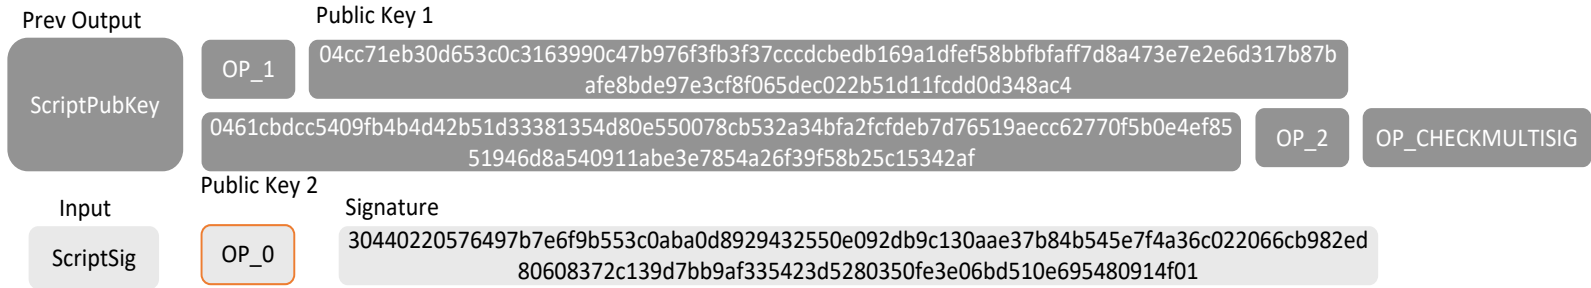 Prev Output
Public Key 1
ScriptPubKey
OP_1
04cc71eb30d653c0c3163990c47b976f3fb3f37cccdcbedb169a1dfef58bbfbfaff7d8a473e7e2e6d317b87b
afe8bde97e3cf8f065dec022b51d11fcdd0d348ac4
0461cbdcc5409fb4b4d42b51d33381354d80e550078cb532a34bfa2fcfdeb7d76519aecc62770f5b0e4ef85
51946d8a540911abe3e7854a26f39f58b25c15342af
OP_2
OP_CHECKMULTISIG
Public Key 2
Input
Signature
ScriptSig
OP_0
30440220576497b7e6f9b553c0aba0d8929432550e092db9c130aae37b84b545e7f4a36c022066cb982ed
80608372c139d7bb9af335423d5280350fe3e06bd510e695480914f01